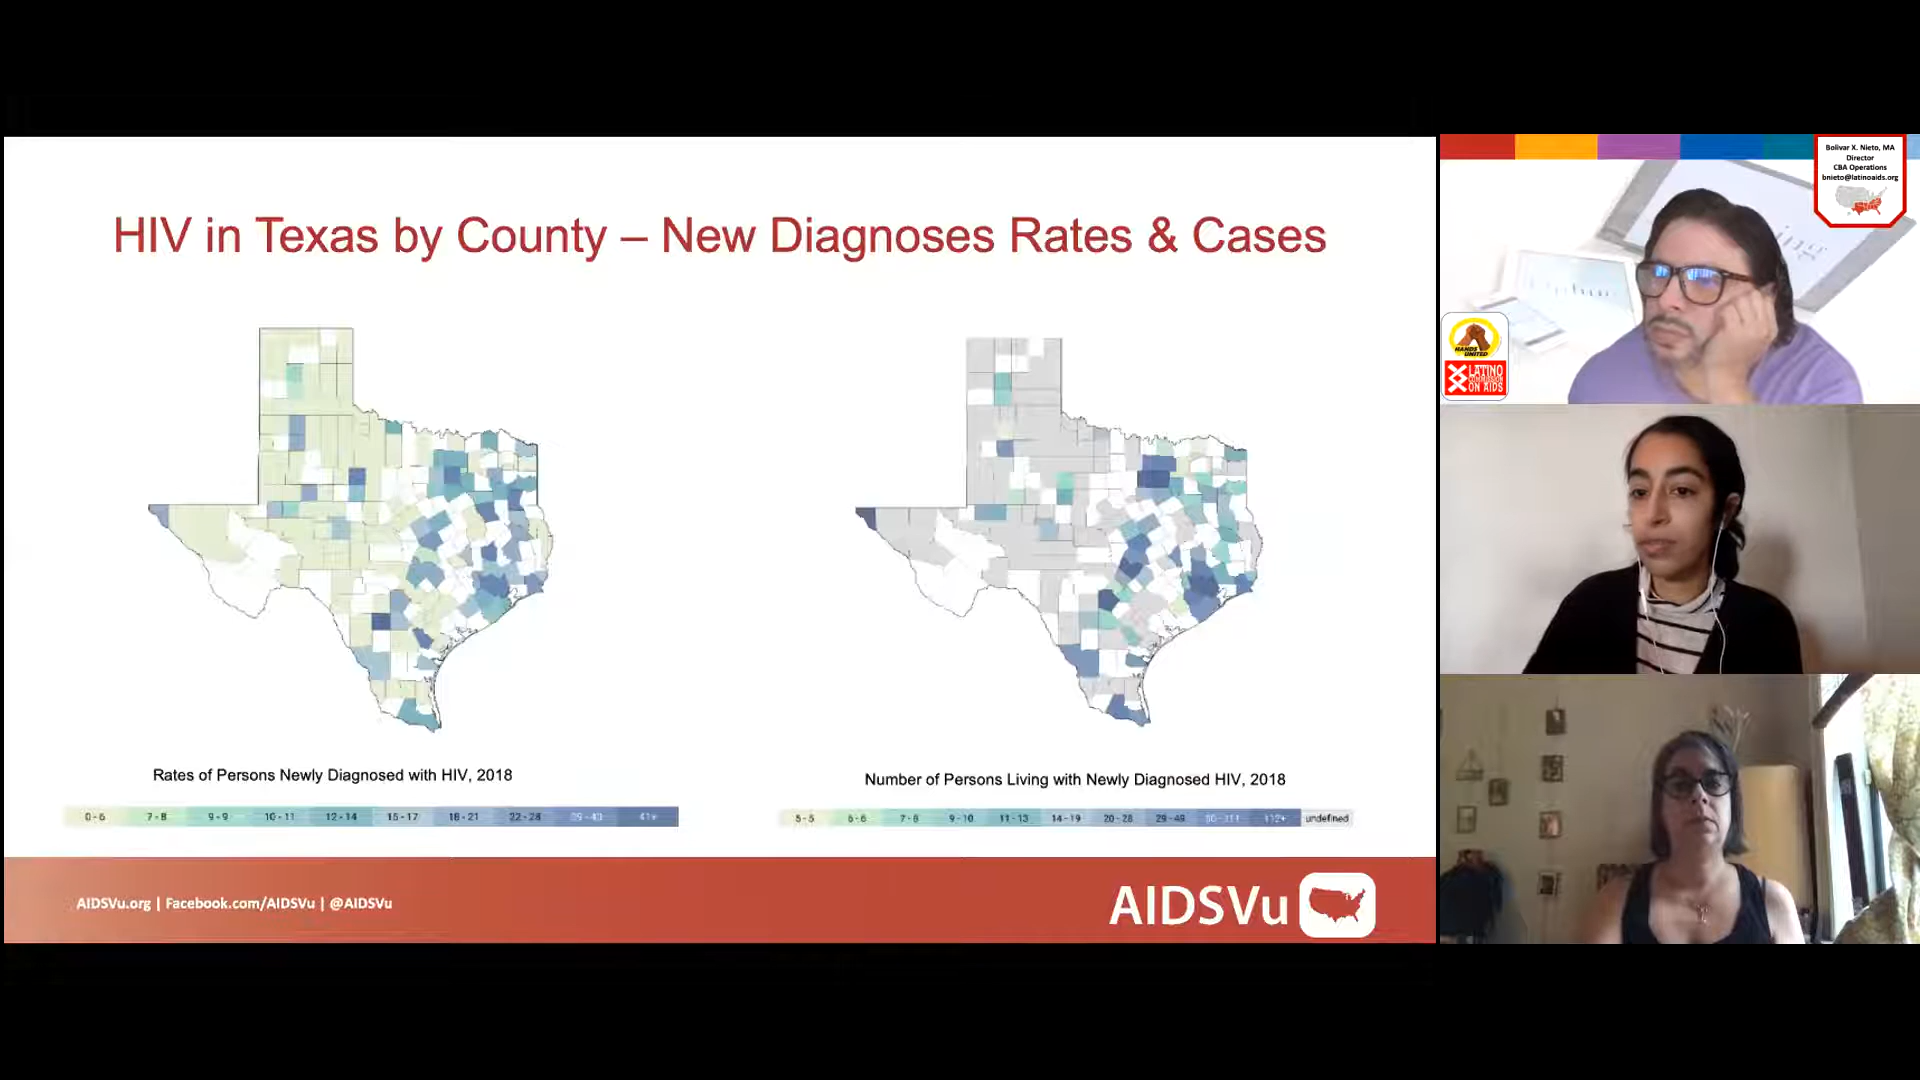 HIV in Texas by County – New Diagnoses Rates & Cases
Rates of Persons Newly Diagnosed with HIV, 2018
0 - 6 7 - 8 9 - 9 10 - 11 12 - 14 15 - 17 18 - 21 22 - 28 29 - 40 41+
Number of Persons Living with Newly Diagnosed HIV, 2018
5 - 5 6 - 6 7 - 8 9 - 10 11 - 13 14 - 19 20 - 28 29 - 49 112+ undefined
AIDSVu.org | Facebook.com/AIDSVu | @AIDSVu
AIDSVu
Bolivar X. Nieto, MA
Director
CBA Operations
bnieto@latinoaids.org
ing
HANDS
UNITED
LATINO
COMMISSION
ON AIDS